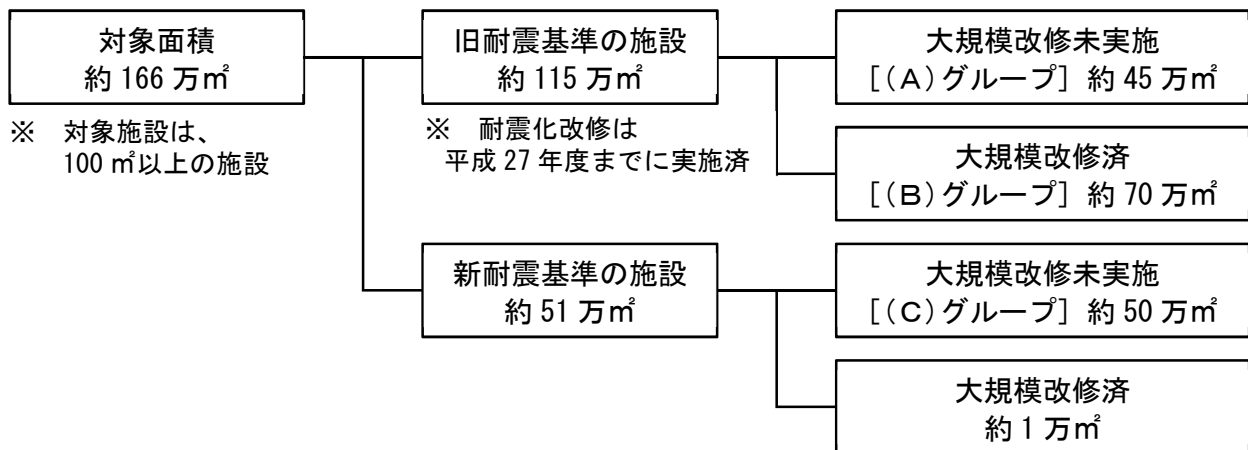 対象面積
約 166 万㎡
※ 対象施設は、
100 ㎡以上の施設
旧耐震基準の施設
約 115 万㎡
※ 耐震化改修は
平成 27 年度までに実施済
新耐震基準の施設
約 51 万㎡
大規模改修未実施
[(A)グループ] 約 45 万㎡
大規模改修済
[(B)グループ] 約 70 万㎡
大規模改修未実施
[(C)グループ] 約 50 万㎡
大規模改修済
約 1 万㎡